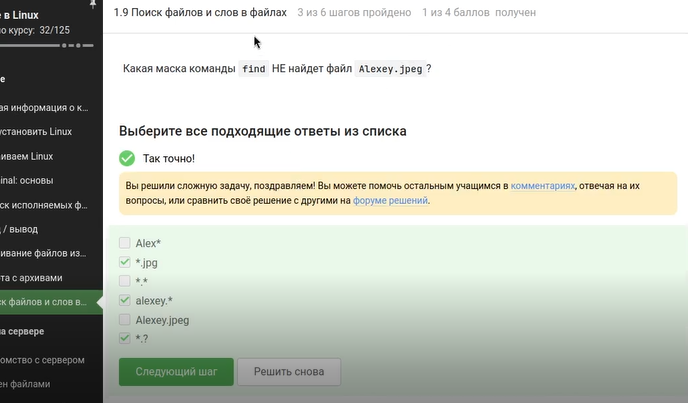 е в Linux
по курсу: 32/125
1.9 Поиск файлов и слов в файлах 3 из 6 шагов пройдено 1 из 4 баллов получен
е
ая информация о к...
установить Linux
иваем Linux
inal: основы
ск исполняемых ф...
д / вывод
ивание файлов из...
та с архивами
ск файлов и слов в...
а сервере
омство с сервером
ен файлами
Какая маска команды find НЕ найдет файл Alexey.jpeg ?
Выберите все подходящие ответы из списка
Так точно!
Вы решили сложную задачу, поздравляем! Вы можете помочь остальным учащимся в комментариях, отвечая на их
вопросы, или сравнить своё решение с другими на форуме решений.
Alex*
*.jpg
*.*
alexey.*
Alexey.jpeg
*.?
Следующий шаг Решить снова